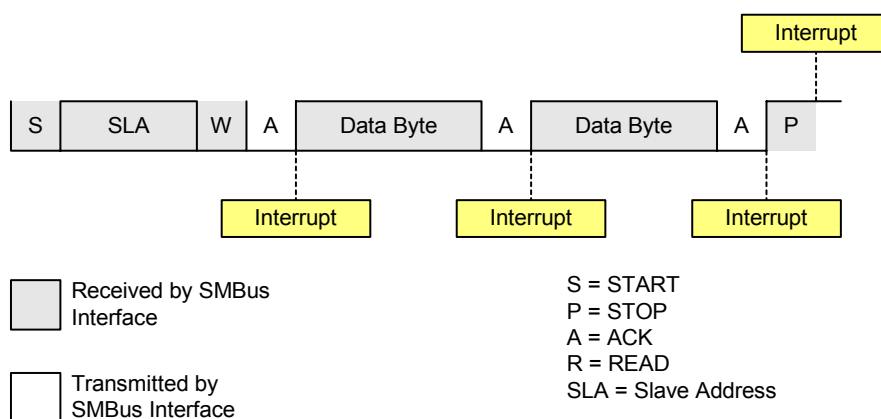 Interrupt
S SLA W A Data Byte A Data Byte A P
Interrupt Interrupt Interrupt
Received by SMBus
Interface
Transmitted by
SMBus Interface
S = START
P = STOP
A = ACK
R = READ
SLA = Slave Address